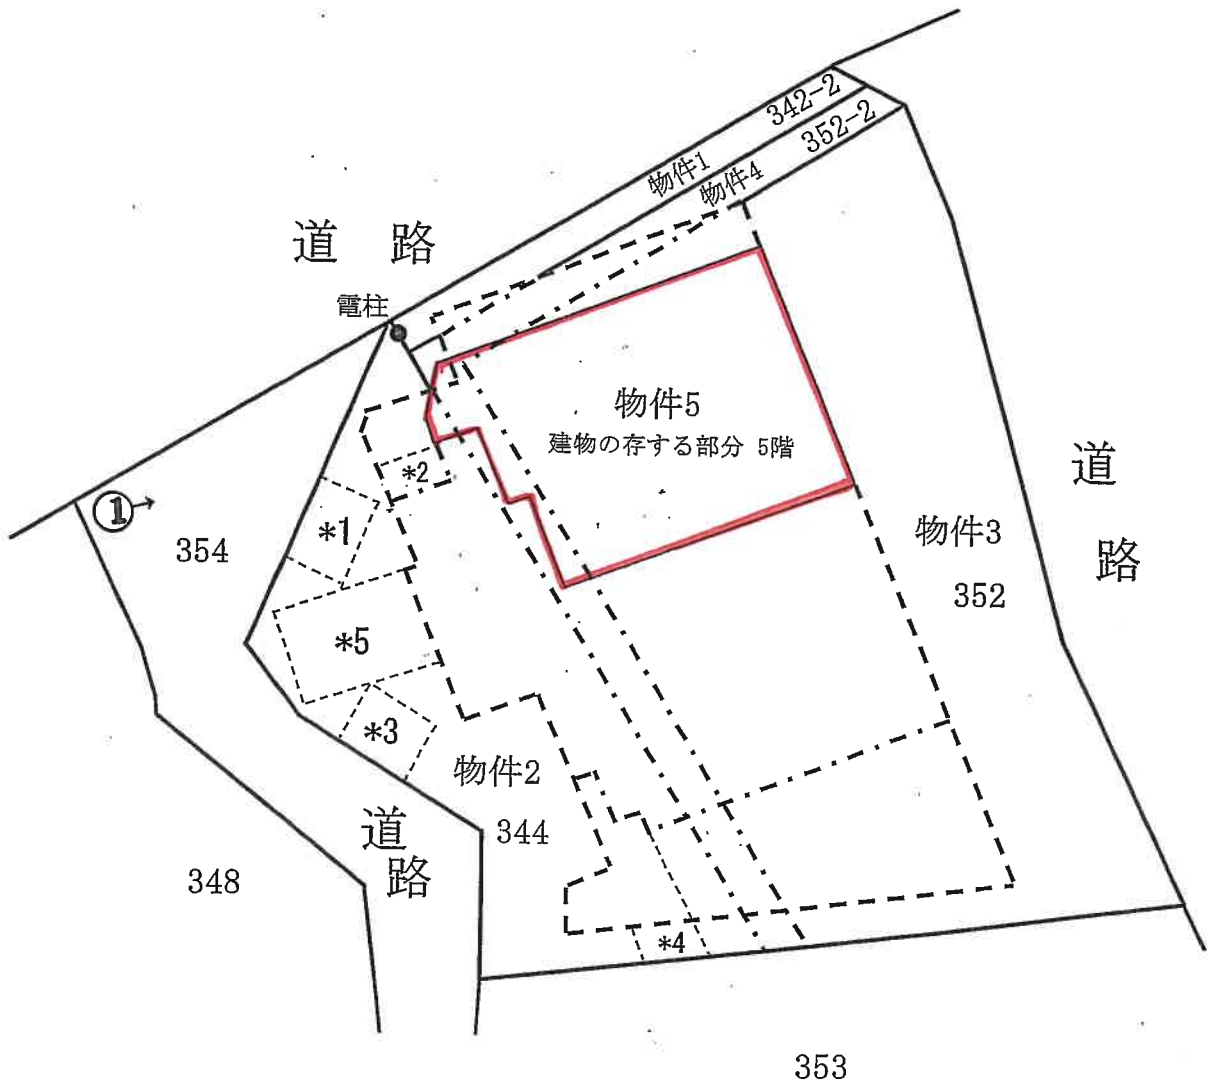 342-2
352-2
物件1
物件4
道 路
電柱
物件5
建物の存する部分 5階
*2
道
路
①→
*1
354
物件3
352
*5
*3
物件2
344
道
路
348
*4
353